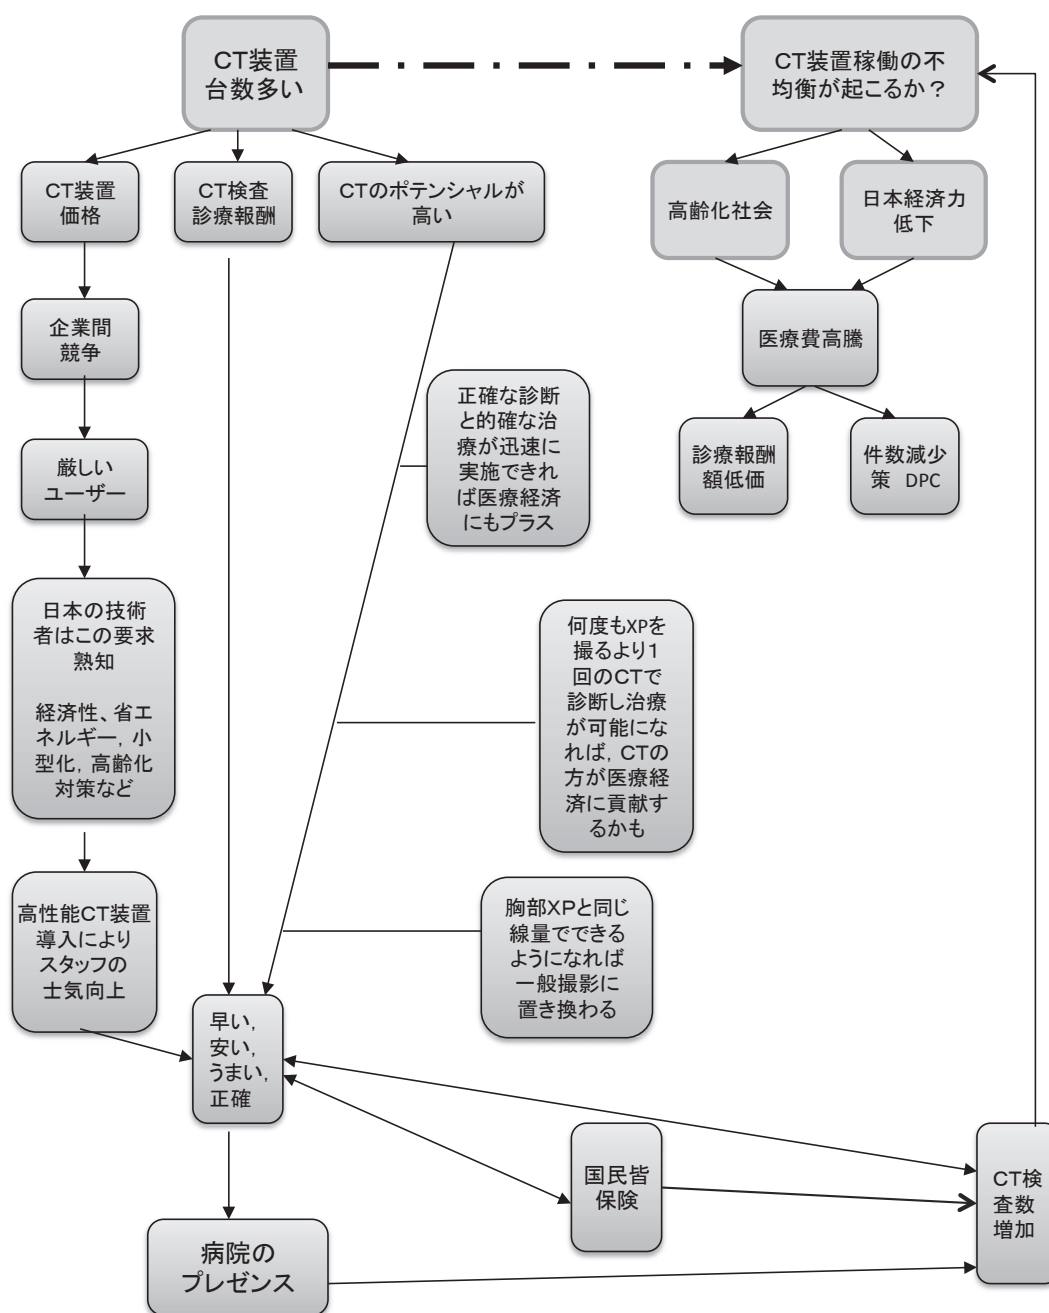 CT装置
台数多い
CT装置稼働の不
均衡が起こるか？
CT装置
価格
CT検査
診療報酬
CTのポテンシャルが
高い
高齢化社会
日本経済力
低下
企業間
競争
医療費高騰
正確な診断
と的確な治
療が迅速に
実施できれ
ば医療経済
にもプラス
診療報酬
額低価
件数減少
策 DPC
厳しい
ユーザー
日本の技術
者はこの要求
熟知
経済性、省エ
ネルギー，小
型化，高齢化
対策など
何度もXPを
撮るより1
回のCTで
診断し治療
が可能にな
れば，CTの
方が医療経
済に貢献す
るかも
高性能CT装置
導入により
スタッフの
士気向上
胸部XPと同じ
線量でできる
ようになれば
一般撮影に
置き換わる
早い，
安い，
うまい，
正確
国民皆
保険
CT検
査数
増加
病院の
プレゼンス